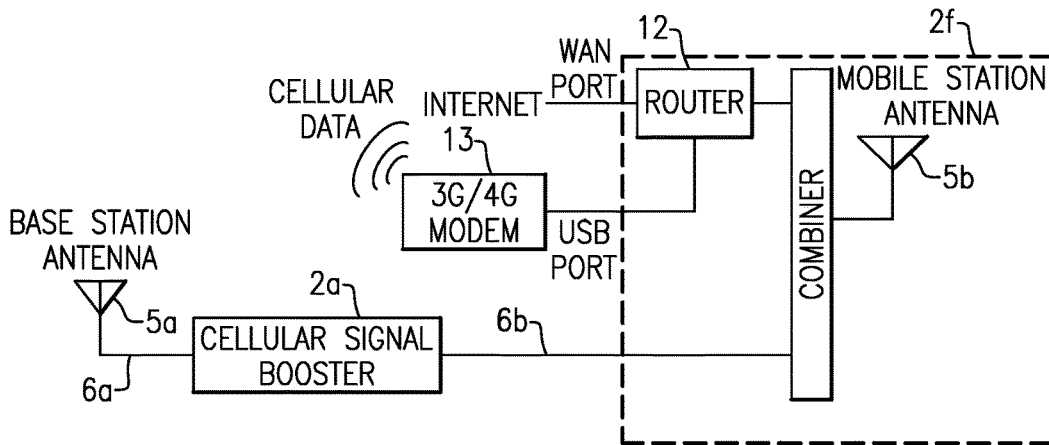 12
2f
WAN
PORT
CELLULAR
DATA
INTERNET
ROUTER
MOBILE STATION
ANTENNA
13
5b
3G/4G
MODEM
USB
PORT
COMBINER
BASE STATION
ANTENNA
5a
2a
6b
CELLULAR SIGNAL
BOOSTER
6a